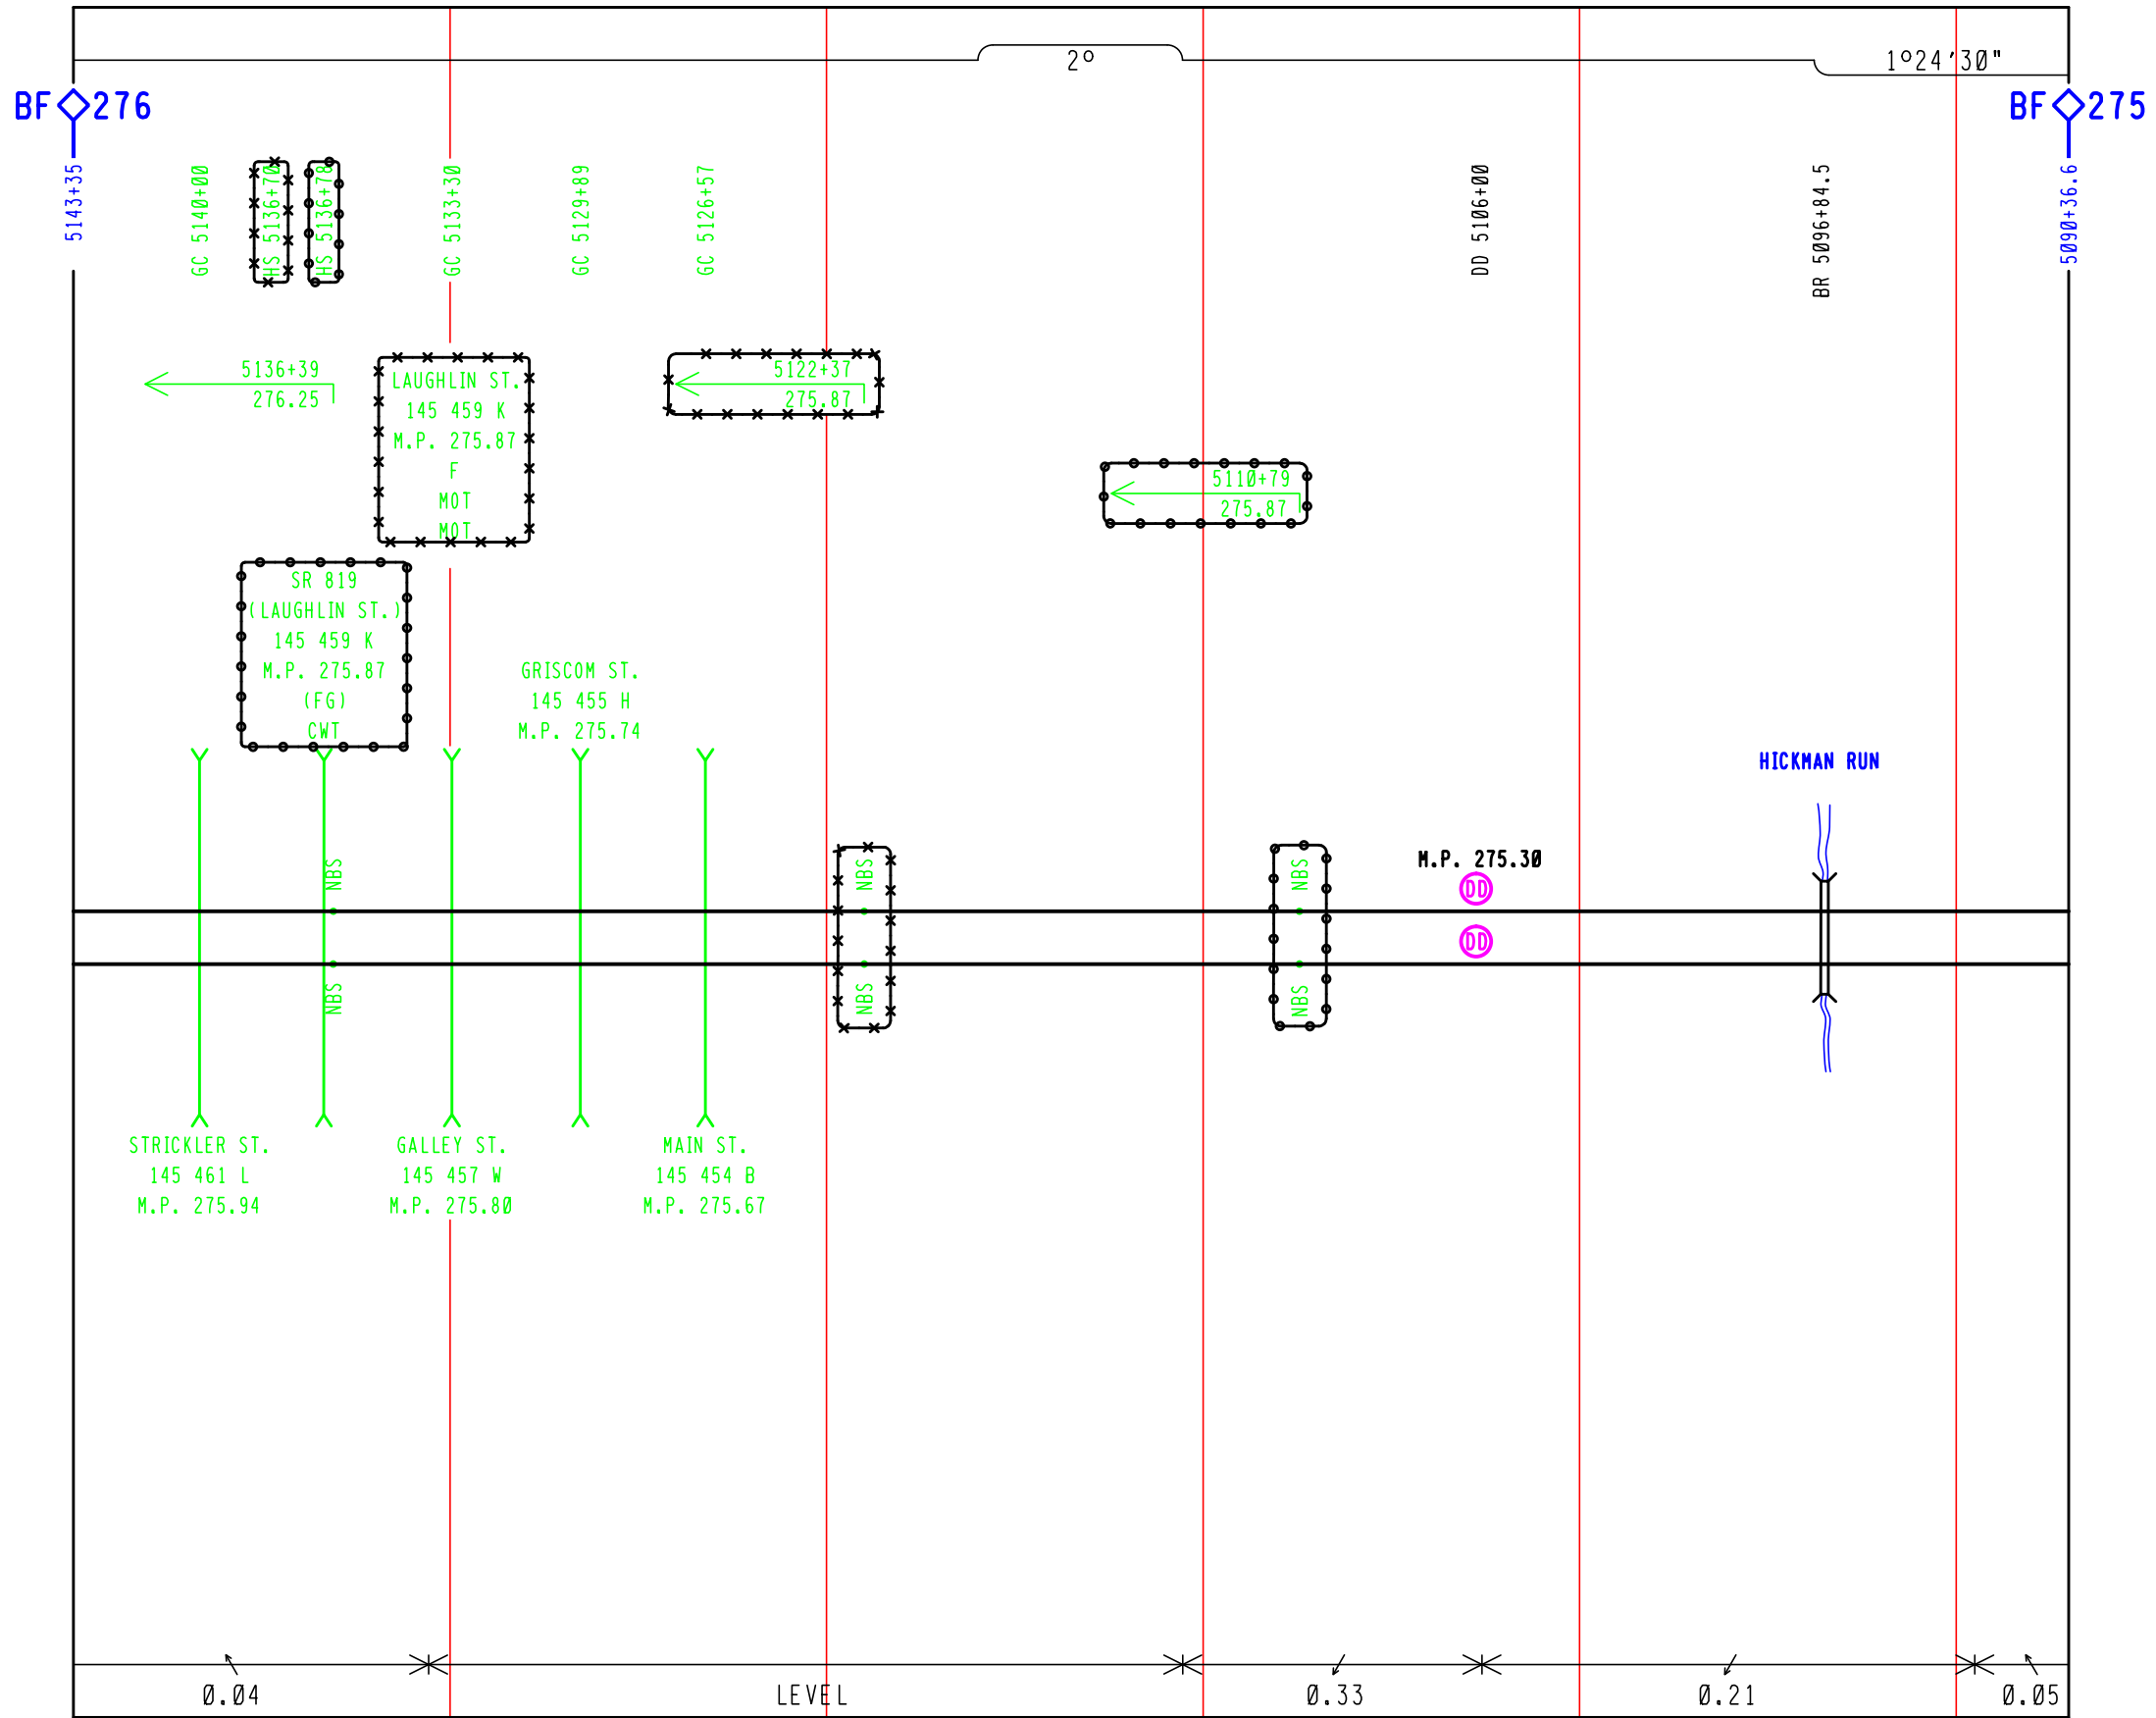 2°
1°24'30"
BF 276
BF 275
5143+35
GC 5140+00
HS 5136+70
HS 5136+78
GC 5133+30
GC 5129+89
GC 5126+57
DD 5106+00
BR 5096+84.5
5090+36.6
5136+39
276.25
LAUGHLIN ST.
145 459 K
M.P. 275.87
F
MOT
MOT
5122+37
275.87
5110+79
275.87
SR 819
(LAUGHLIN ST.)
145 459 K
M.P. 275.87
(FG)
CWT
GRISCOM ST.
145 455 H
M.P. 275.74
HICKMAN RUN
NBS
NBS
NBS
M.P. 275.30
DD
DD
NBS
NBS
NBS
STRICKLER ST.
145 461 L
M.P. 275.94
GALLEY ST.
145 457 W
M.P. 275.80
MAIN ST.
145 454 B
M.P. 275.67
0.04
LEVEL
0.33
0.21
0.05